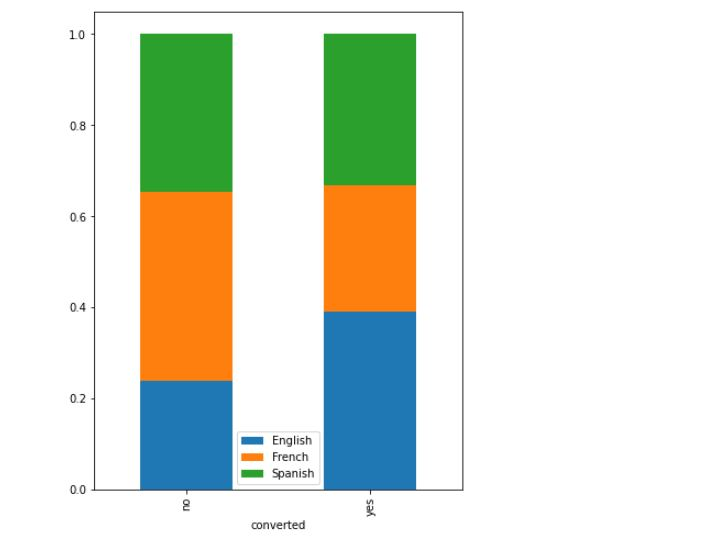 1.0
0.8
0.6
0.4
0.2
0.0
English
French
Spanish
no
yes
converted